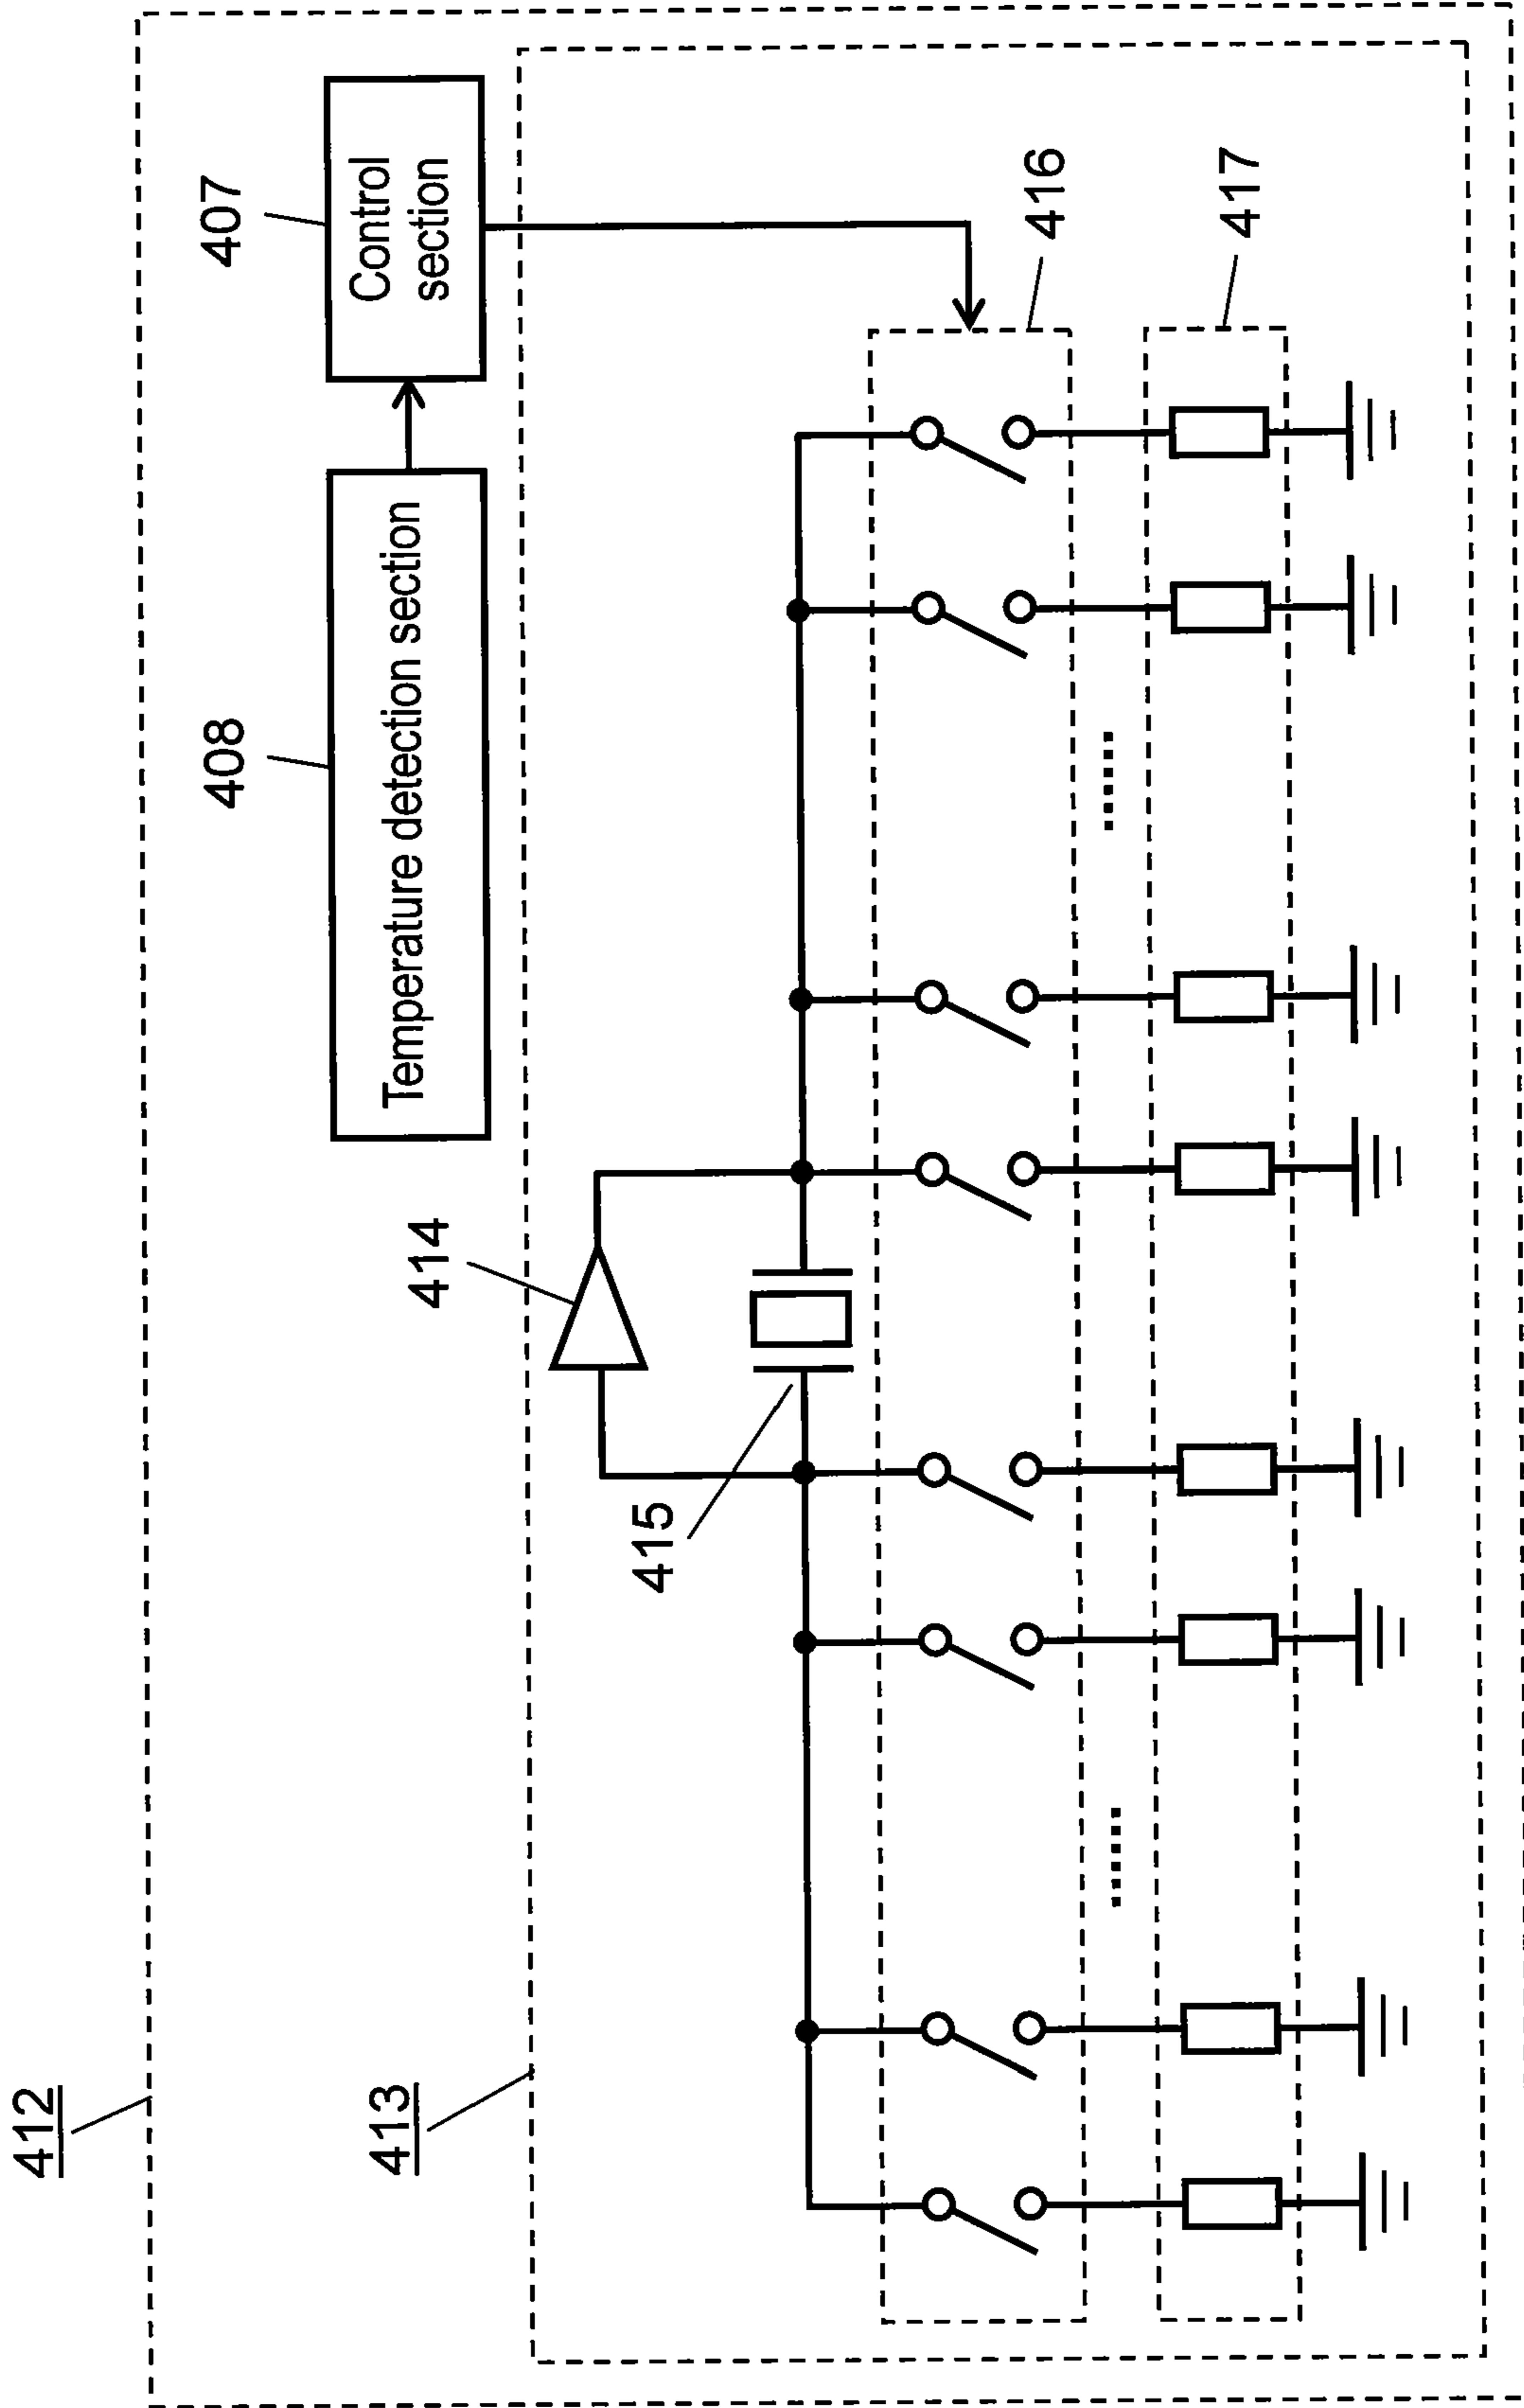 412
413
408
407
Temperature detection section
Control
section
414
415
416
417